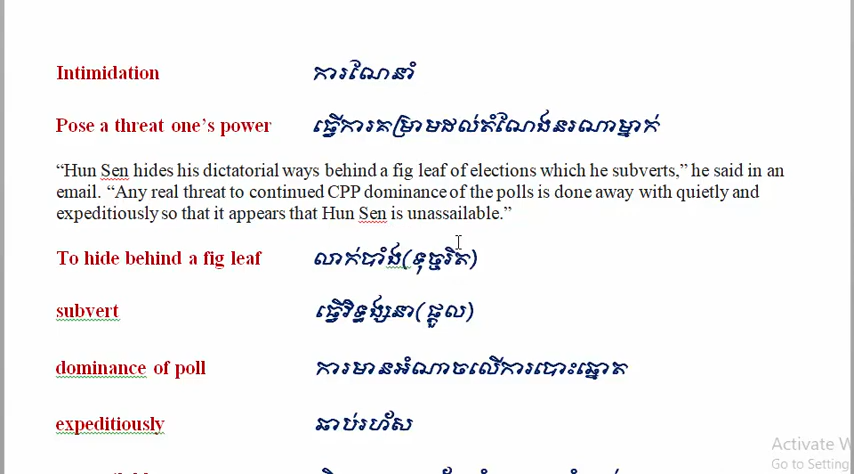 Intimidation ការណែនាំ
Pose a threat one’s power ធ្វើការគម្រាមដល់តំណែងនរណាម្នាក់
“Hun Sen hides his dictatorial ways behind a fig leaf of elections which he subverts,” he said in an
email. “Any real threat to continued CPP dominance of the polls is done away with quietly and
expeditiously so that it appears that Hun Sen is unassailable.”
To hide behind a fig leaf លាក់បាំង(ទុច្ចរិត)
subvert ធ្វើវិទ្ធង្សនា(ផ្តួល)
dominance of poll ការមានអំណាចលើការបោះឆ្នោត
expeditiously ឆាប់រហ័ស
Activate W
Go to Setting